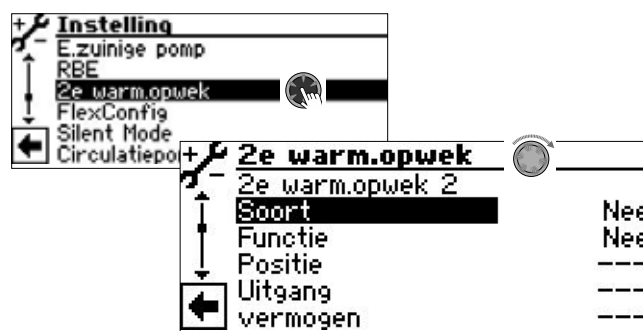 Instelling
E.zuinige pomp
RBE
2e warm.opwek
FlexConfig
Silent Mode
2e warm.opwek
2e warm.opwek 2
Soort
Functie
Positie ---
Uitgang ---
vermogen ---